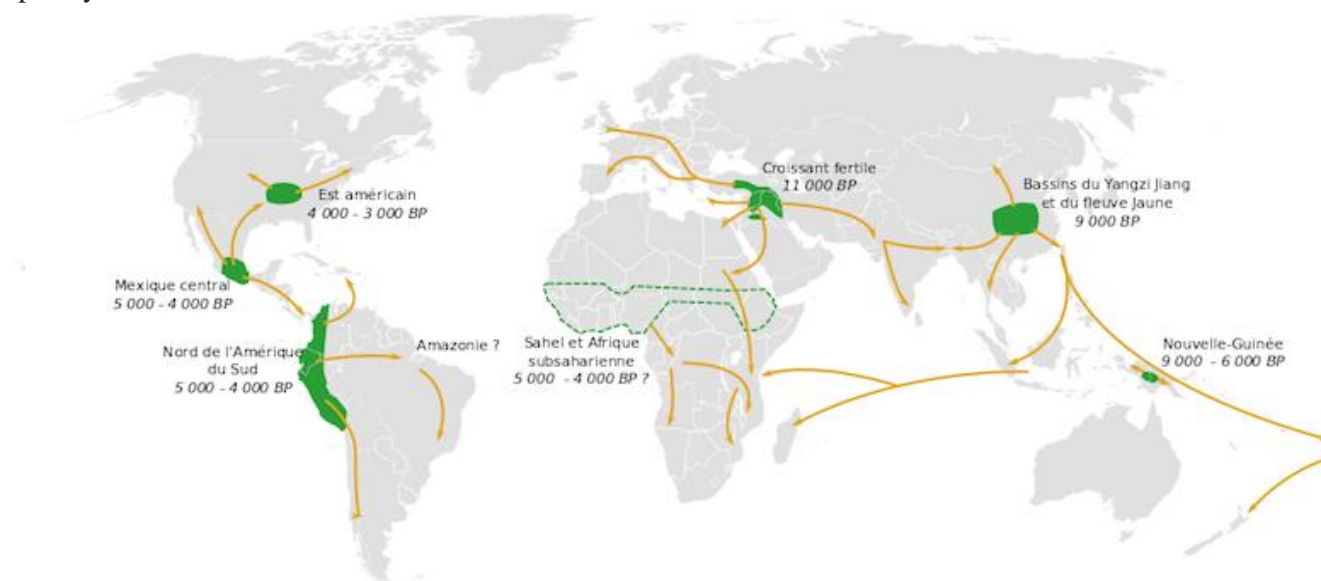 Croissant fertile
11 000 BP
Est américain
4 000 - 3 000 BP
Bassins du Yangzi Jiang
et du fleuve Jaune
9 000 BP
Mexique central
5 000 - 4 000 BP
Nord de l'Amérique
du Sud
5 000 - 4 000 BP
Amazonie ?
Sahel et Afrique
subsaharienne
5 000 - 4 000 BP ?
Nouvelle-Guinée
9 000 - 6 000 BP